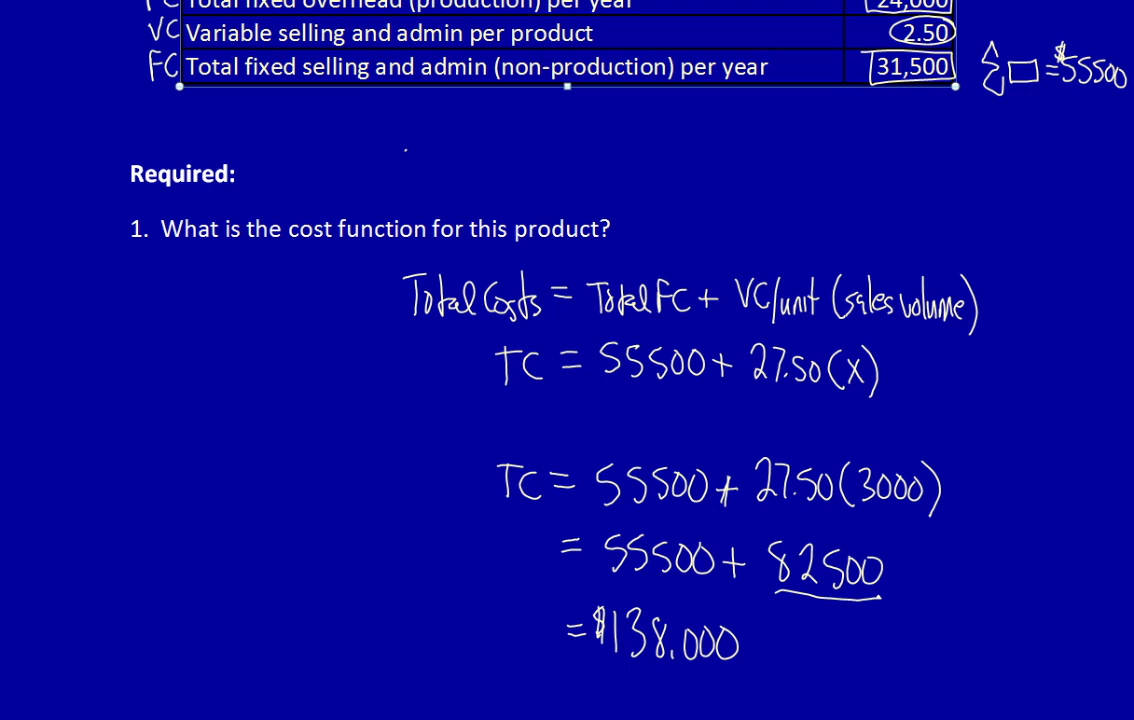 FC Total fixed overhead (production) per year 24,000
VC Variable selling and admin per product 2.50
FC Total fixed selling and admin (non-production) per year 31,500
= $55500
Required:
1. What is the cost function for this product?
Total Costs = Total FC + VC/unit (sales volume)
TC = 55500 + 27.50 (X)
TC = 55500 + 27.50 (3000)
= 55500 + 82500
= $138,000